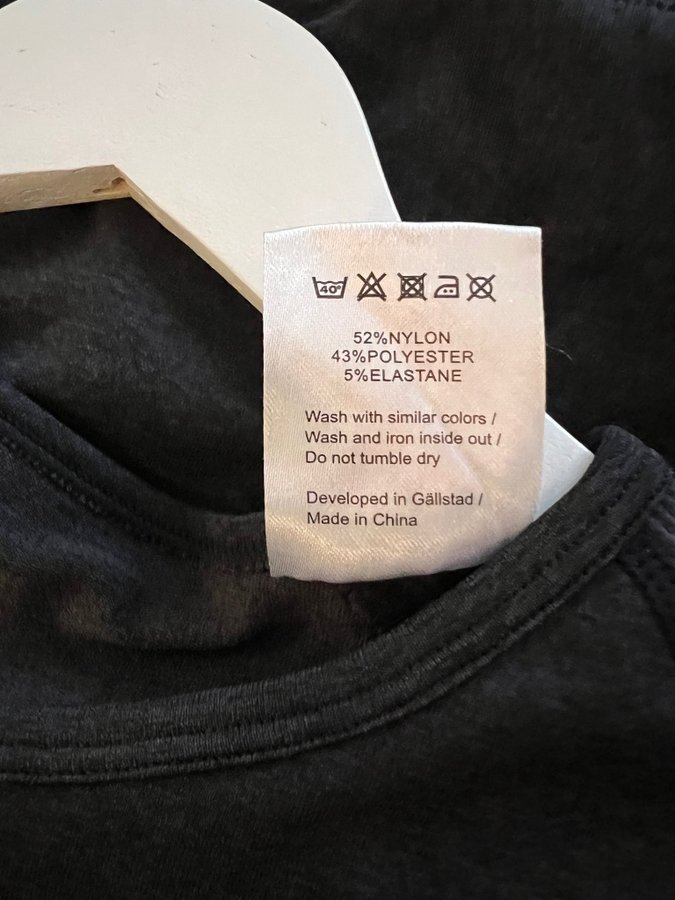 40°
52%NYLON
43%POLYESTER
5%ELASTANE
Wash with similar colors /
Wash and iron inside out /
Do not tumble dry
Developed in Gällstad /
Made in China